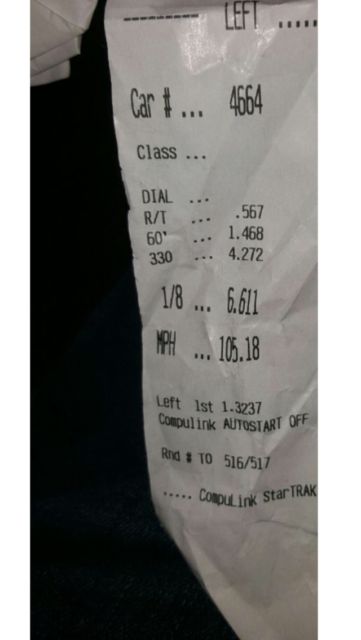 -------- LEFT .....
Car # ... 4664
Class ...
DIAL ...
R/T ... .567
60' ... 1.468
330 ... 4.272
1/8 ... 6.611
MPH ... 105.18
Left 1st 1.3237
Compulink AUTOSTART OFF
Rnd # TO 516/517
..... CompuLink StarTRAK